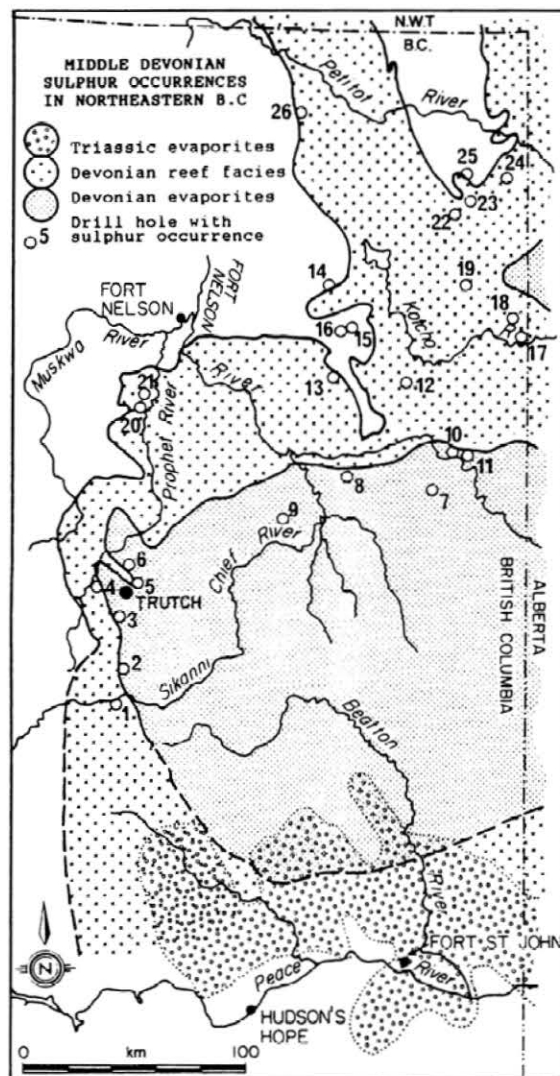 MIDDLE DEVONIAN
SULPHUR OCCURRENCES
IN NORTHEASTERN B.C
Triassic evaporites
Devonian reef facies
Devonian evaporites
Drill hole with
5 sulphur occurrence
N.W.T
B.C.
Petitot River
26
25
24
23
22
19
14
18
17
16
15
Kotcho
13
12
FORT
NELSON
FORT
NELSON
River
Muskwa River
21
20
Prophet River
10
11
8
7
9
Sikanni Chief River
6
5
4
TRUTCH
3
2
1
BRITISH COLUMBIA
ALBERTA
Beatton River
FORT ST JOHN
Peace River
HUDSON'S
HOPE
N
0 km 100